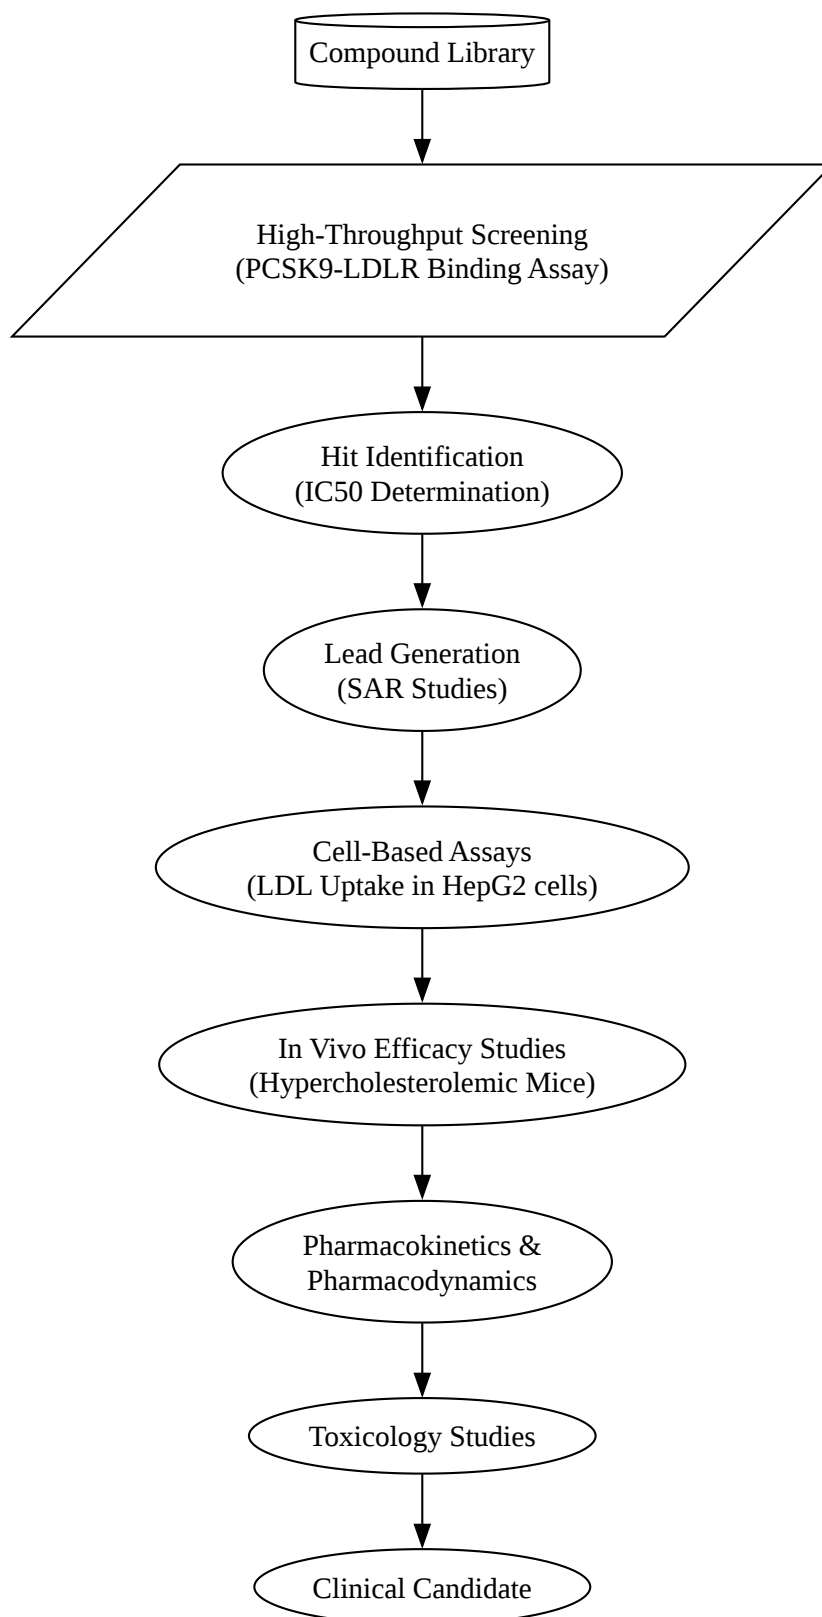 Compound Library
High-Throughput Screening
(PCSK9-LDLR Binding Assay)
Hit Identification
(IC50 Determination)
Lead Generation
(SAR Studies)
Cell-Based Assays
(LDL Uptake in HepG2 cells)
In Vivo Efficacy Studies
(Hypercholesterolemic Mice)
Pharmacokinetics &
Pharmacodynamics
Toxicology Studies
Clinical Candidate